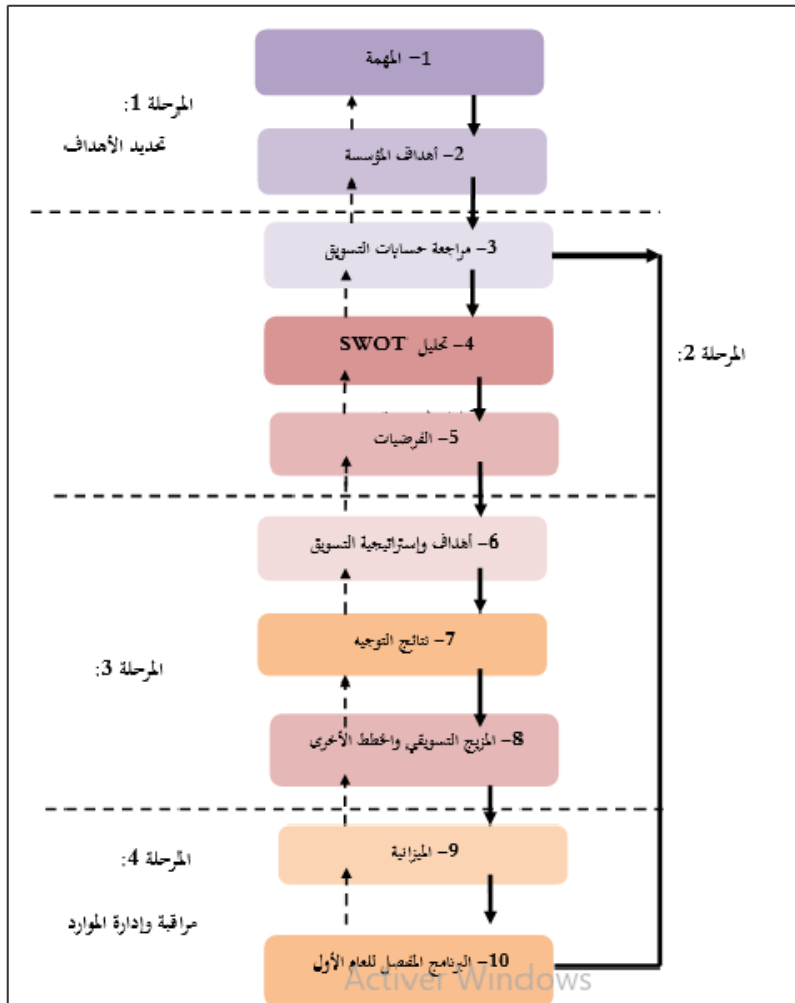 1- المهمة
المرحلة 1:
تحديد الأهداف
2- أهداف المؤسسة
3- مراجعة حسابات التسويق
4- تحليل SWOT
المرحلة 2:
5- الفرضيات
6- أهداف وإستراتيجية التسويق
7- نتائج التوجيه
المرحلة 3:
8- المزيج التسويقي والخطط الأخرى
9- الميزانية
المرحلة 4:
مراقبة وإدارة الموارد
10- البرنامج المفصل للعام الأول
Activer Windows